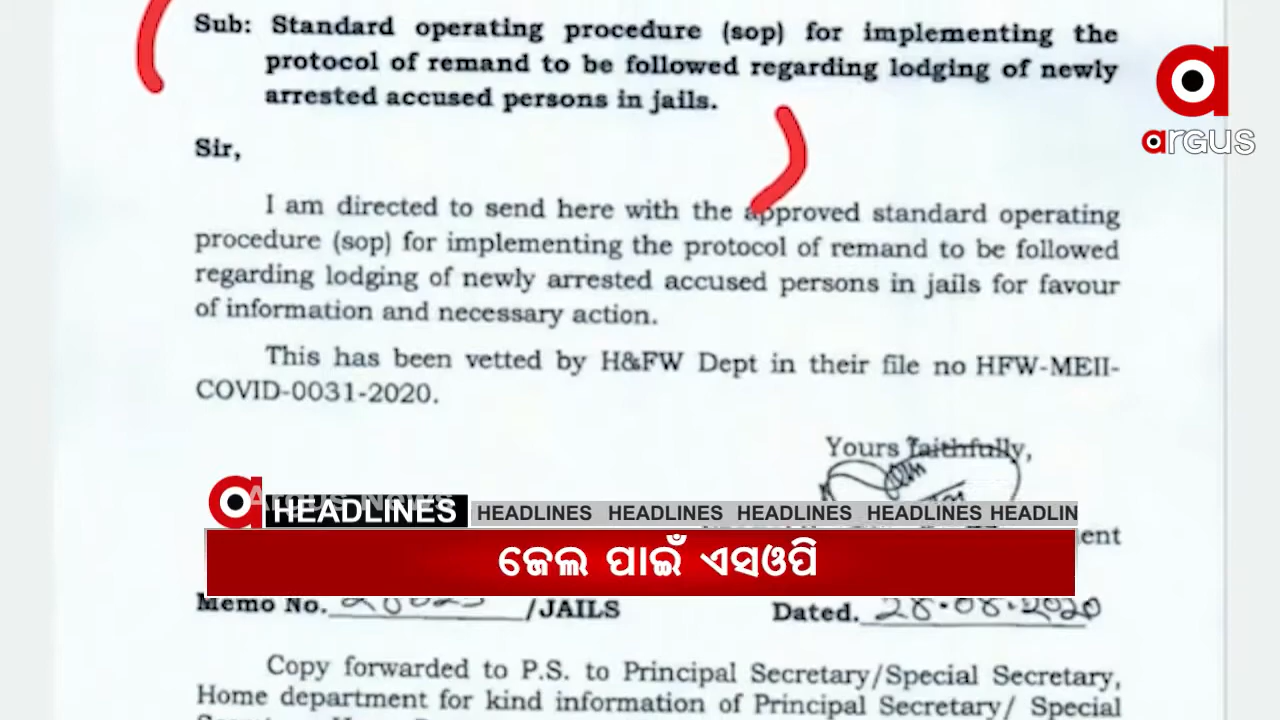 Sub: Standard operating procedure (sop) for implementing the
protocol of remand to be followed regarding lodging of newly
arrested accused persons in jails.
argus
Sir,
I am directed to send here with the approved standard operating
procedure (sop) for implementing the protocol of remand to be followed
regarding lodging of newly arrested accused persons in jails for favour
of information and necessary action.
This has been vetted by H&FW Dept in their file no HFW-MEII-
COVID-0031-2020.
Yours faithfully,
HEADLINES HEADLINES HEADLINES HEADLINES HEADLINES HEADLIN
ଜେଲ ପାଇଁ ଏସଓପି
Memo No. /JAILS Dated. 28.08.2020
Copy forwarded to P.S. to Principal Secretary/Special Secretary,
Home department for kind information of Principal Secretary/ Special